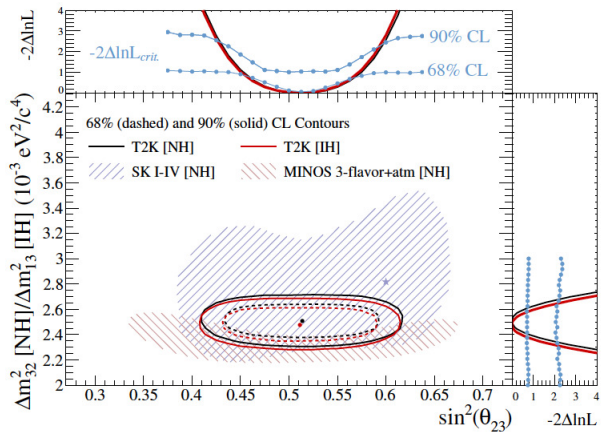 -2ΔlnL
4
3
2
1
0
-2ΔlnL_crit.
90% CL
68% CL
Δm²₃₂ [NH]/Δm²₁₃ [IH] (10⁻³ eV²/c⁴)
4.2
4
3.8
3.6
3.4
3.2
3
2.8
2.6
2.4
2.2
2
68% (dashed) and 90% (solid) CL Contours
T2K [NH] T2K [IH]
SK I-IV [NH] MINOS 3-flavor+atm [NH]
0.3 0.35 0.4 0.45 0.5 0.55 0.6 0.65 0.7
sin²(θ₂₃)
0 1 2 3 4
-2ΔlnL